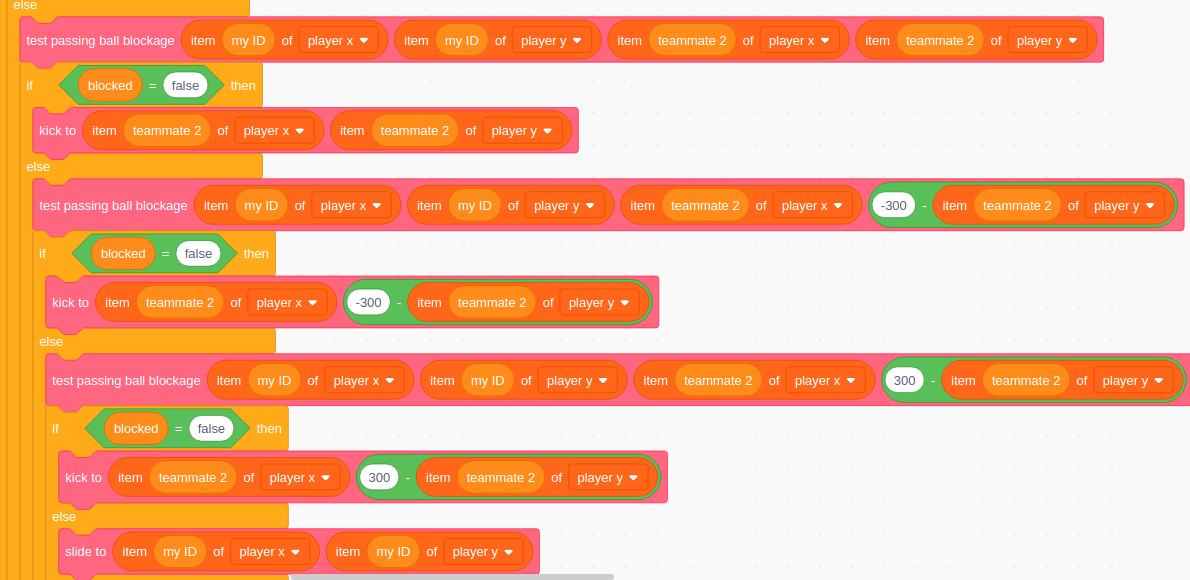 else
test passing ball blockage item my ID of player x item my ID of player y item teammate 2 of player x item teammate 2 of player y
if blocked = false then
kick to item teammate 2 of player x item teammate 2 of player y
else
test passing ball blockage item my ID of player x item my ID of player y item teammate 2 of player x -300 - item teammate 2 of player y
if blocked = false then
kick to item teammate 2 of player x -300 - item teammate 2 of player y
else
test passing ball blockage item my ID of player x item my ID of player y item teammate 2 of player x 300 - item teammate 2 of player y
if blocked = false then
kick to item teammate 2 of player x 300 - item teammate 2 of player y
else
slide to item my ID of player x item my ID of player y